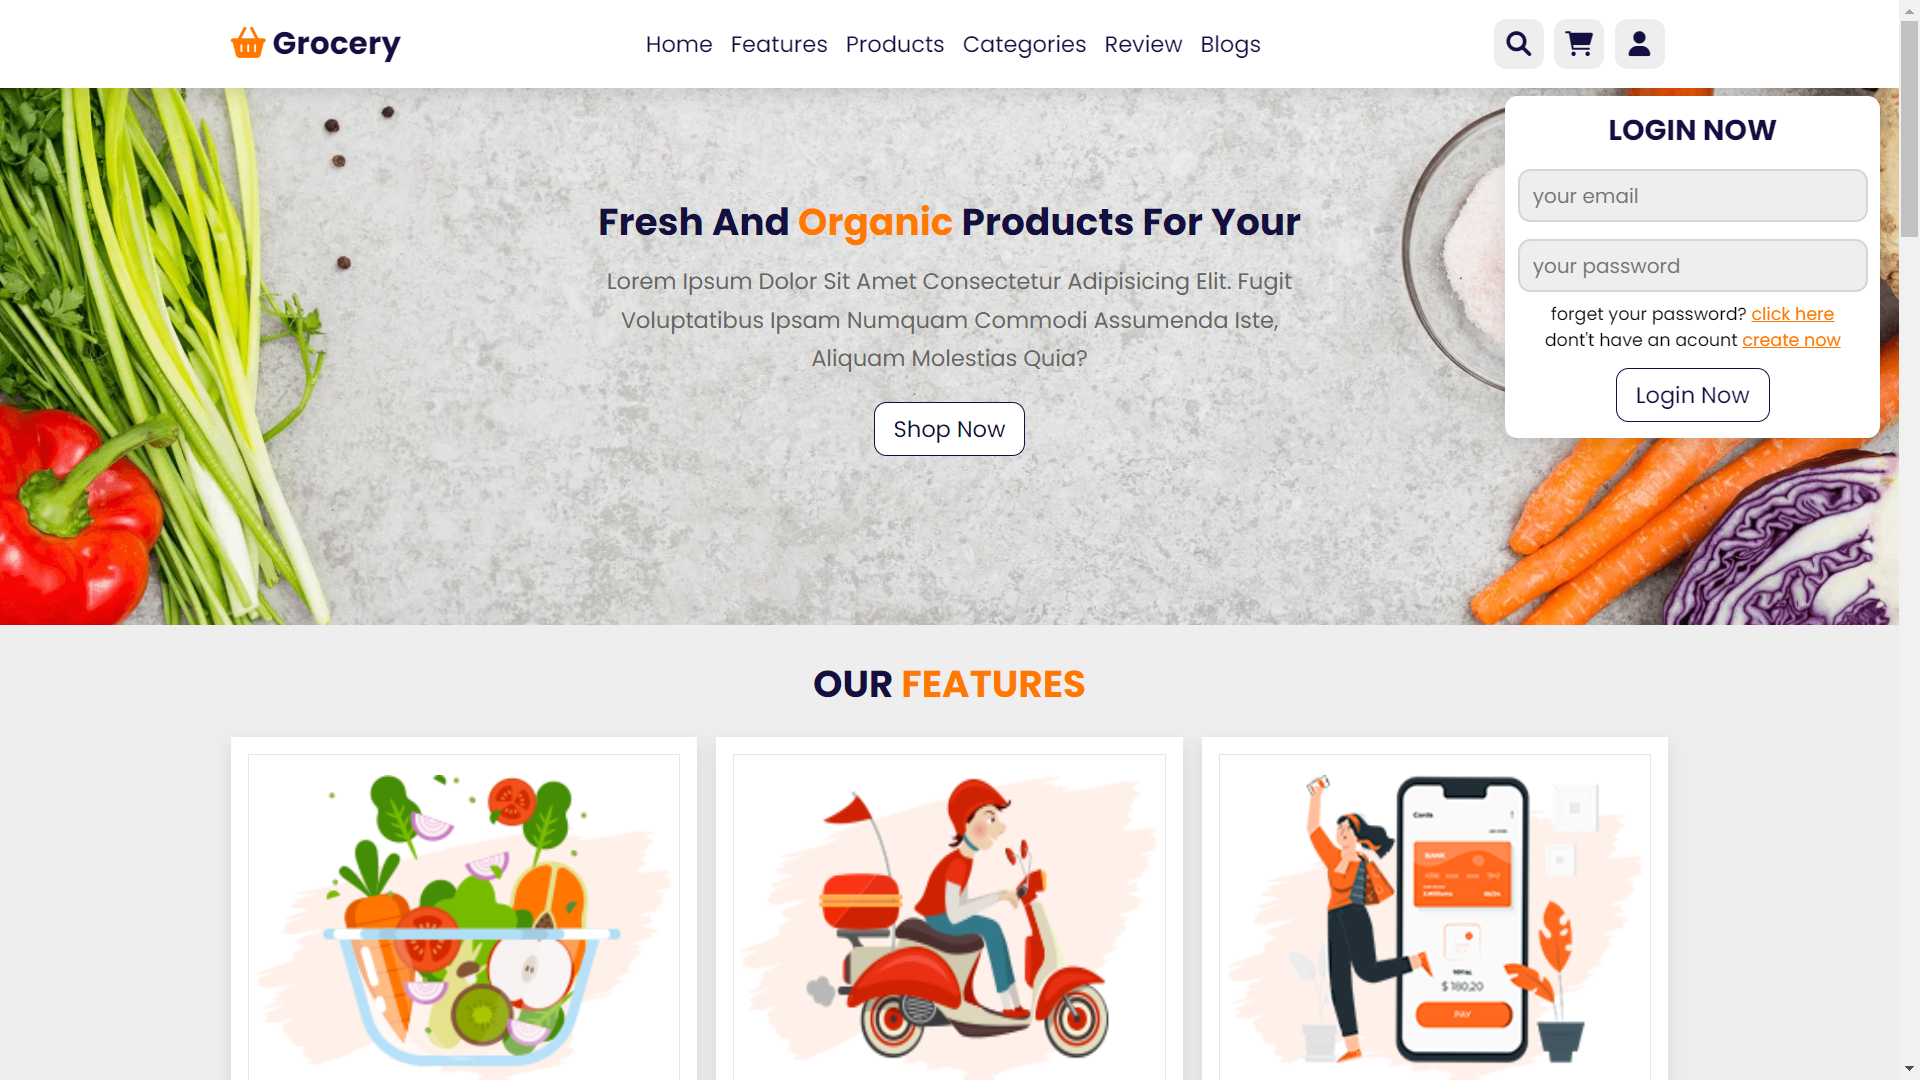 Grocery
Home Features Products Categories Review Blogs
LOGIN NOW
your email
your password
forget your password? click here
dont't have an acount create now
Login Now
Fresh And Organic Products For Your
Lorem Ipsum Dolor Sit Amet Consectetur Adipisicing Elit. Fugit
Voluptatibus Ipsam Numquam Commodi Assumenda Iste,
Aliquam Molestias Quia?
Shop Now
OUR FEATURES
Cards
BANK
TOTAL
$ 180,20
PAY